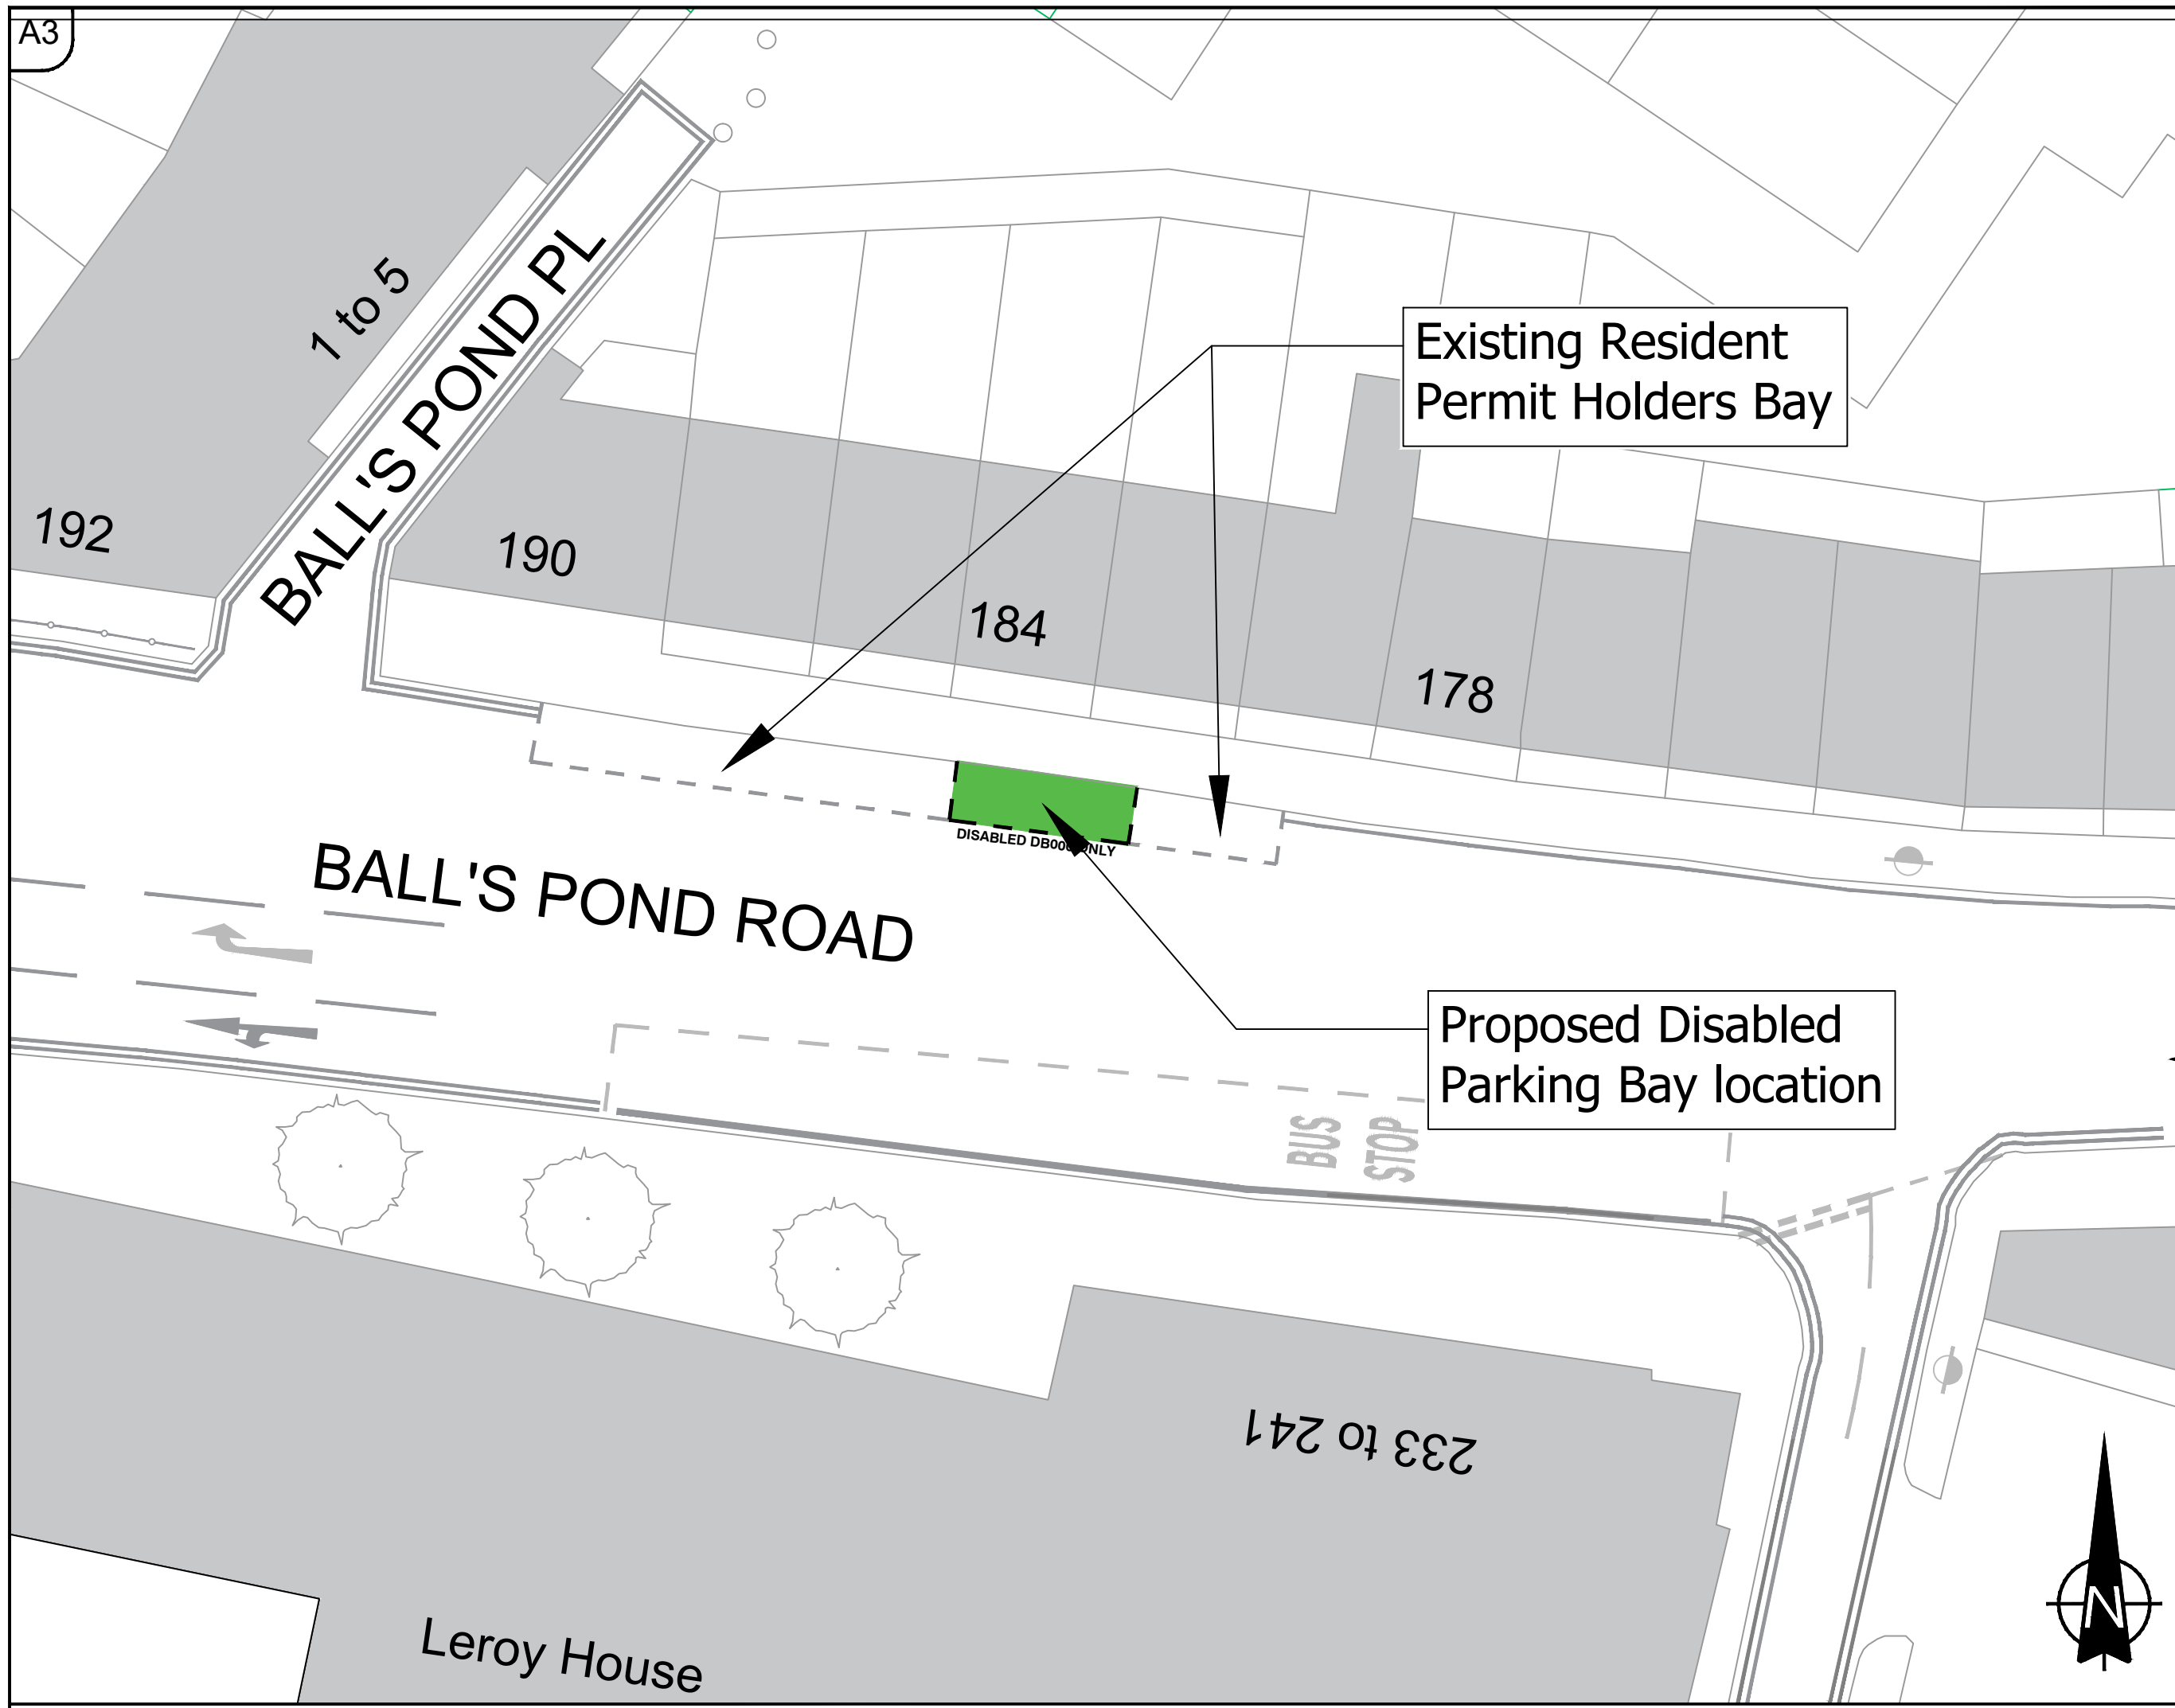 A3
1 to 5
BALL'S POND PL
Existing Resident
Permit Holders Bay
192
190
184
178
DISABLED ONLY
BALL'S POND ROAD
Proposed Disabled
Parking Bay location
BUS
STOP
233 to 241
Leroy House
N